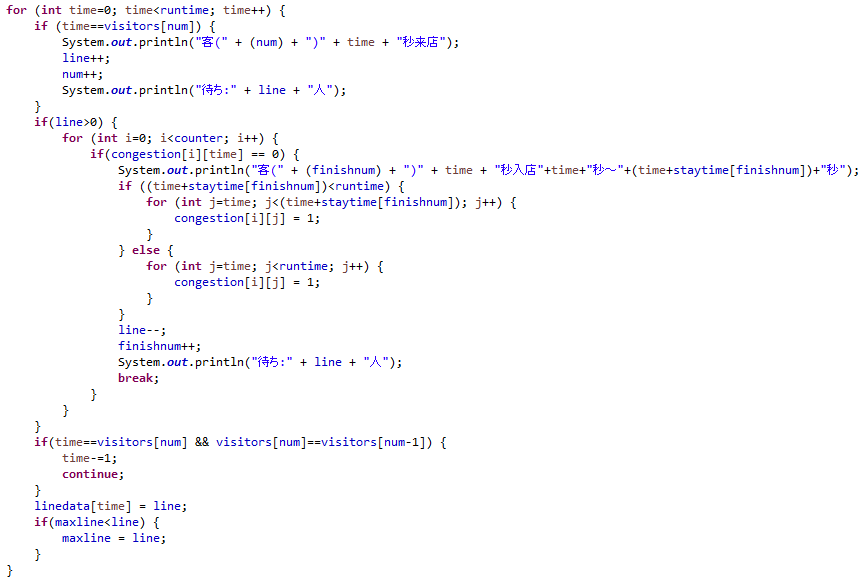 for (int time=0; time<runtime; time++) {
    if (time==visitors[num]) {
        System.out.println("客(" + (num) + ")" + time + "秒来店");
        line++;
        num++;
        System.out.println("待ち:" + line + "人");
    }
    if(line>0) {
        for (int i=0; i<counter; i++) {
            if(congestion[i][time] == 0) {
                System.out.println("客(" + (finishnum) + ")" + time + "秒入店"+time+"秒～"+(time+staytime[finishnum])+"秒");
                if ((time+staytime[finishnum])<runtime) {
                    for (int j=time; j<(time+staytime[finishnum]); j++) {
                        congestion[i][j] = 1;
                    }
                } else {
                    for (int j=time; j<runtime; j++) {
                        congestion[i][j] = 1;
                    }
                }
                line--;
                finishnum++;
                System.out.println("待ち:" + line + "人");
                break;
            }
        }
    }
    if(time==visitors[num] && visitors[num]==visitors[num-1]) {
        time-=1;
        continue;
    }
    linedata[time] = line;
    if(maxline<line) {
        maxline = line;
    }
}